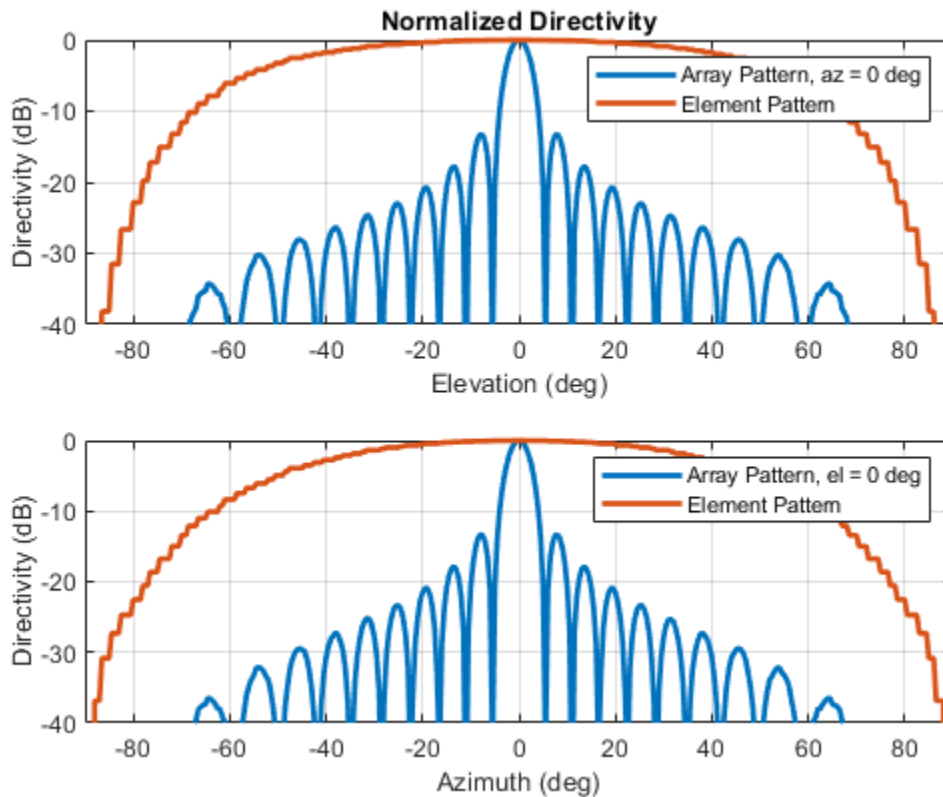 Normalized Directivity
0
-10
-20
-30
-40
Directivity (dB)
Array Pattern, az = 0 deg
Element Pattern
-80 -60 -40 -20 0 20 40 60 80
Elevation (deg)
0
-10
-20
-30
-40
Directivity (dB)
Array Pattern, el = 0 deg
Element Pattern
-80 -60 -40 -20 0 20 40 60 80
Azimuth (deg)